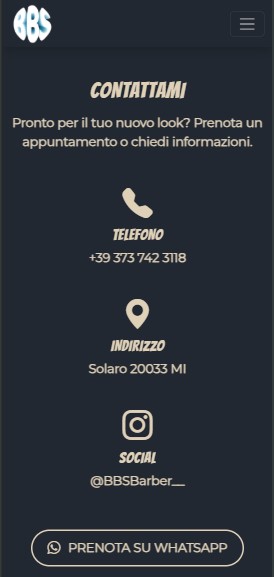 BBS
CONTATTAMI
Pronto per il tuo nuovo look? Prenota un
appuntamento o chiedi informazioni.
TELEFONO
+39 373 742 3118
INDIRIZZO
Solaro 20033 MI
SOCIAL
@BBSBarber__
PRENOTA SU WHATSAPP